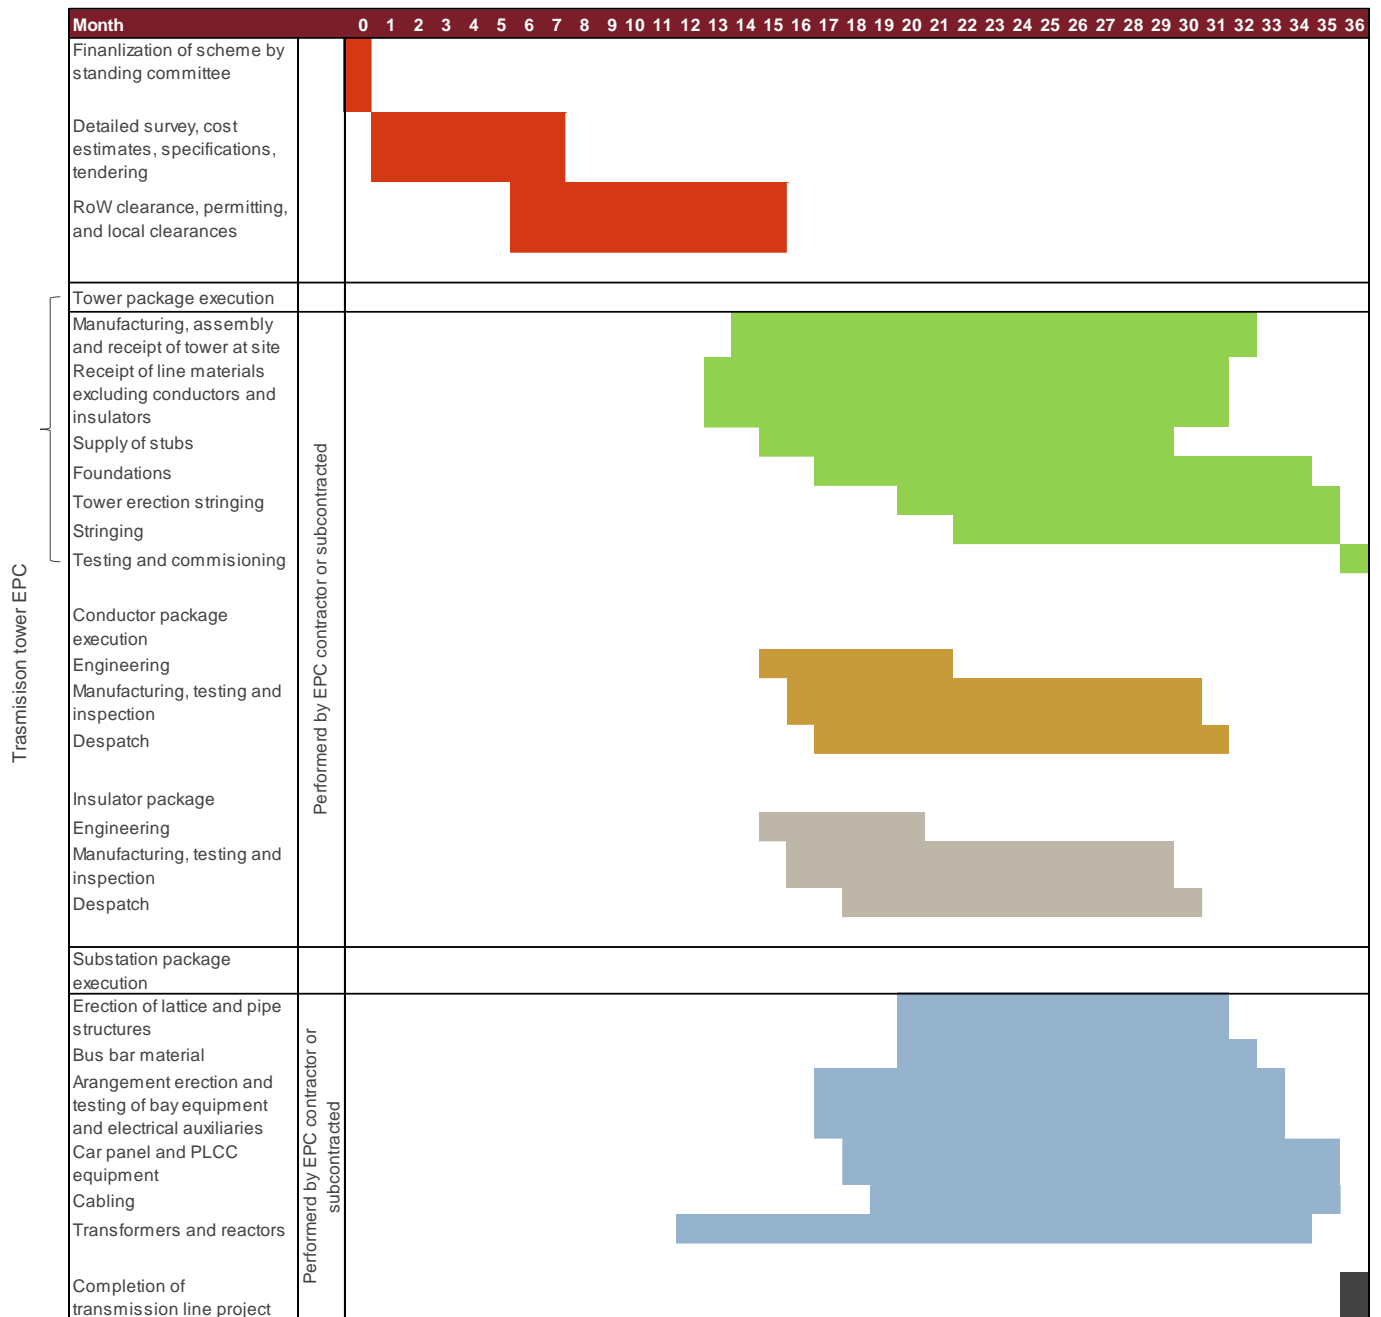 Month 0 1 2 3 4 5 6 7 8 9 10 11 12 13 14 15 16 17 18 19 20 21 22 23 24 25 26 27 28 29 30 31 32 33 34 35 36
Finanlization of scheme by
standing committee
Detailed survey, cost
estimates, specifications,
tendering
RoW clearance, permitting,
and local clearances
Trasmisison tower EPC
Performerd by EPC contractor or subcontracted
Tower package execution
Manufacturing, assembly
and receipt of tower at site
Receipt of line materials
excluding conductors and
insulators
Supply of stubs
Foundations
Tower erection stringing
Stringing
Testing and commisioning
Conductor package
execution
Engineering
Manufacturing, testing and
inspection
Despatch
Insulator package
Engineering
Manufacturing, testing and
inspection
Despatch
Substation package
execution
Performerd by EPC contractor or
subcontracted
Erection of lattice and pipe
structures
Bus bar material
Arangement erection and
testing of bay equipment
and electrical auxiliaries
Car panel and PLCC
equipment
Cabling
Transformers and reactors
Completion of
transmission line project